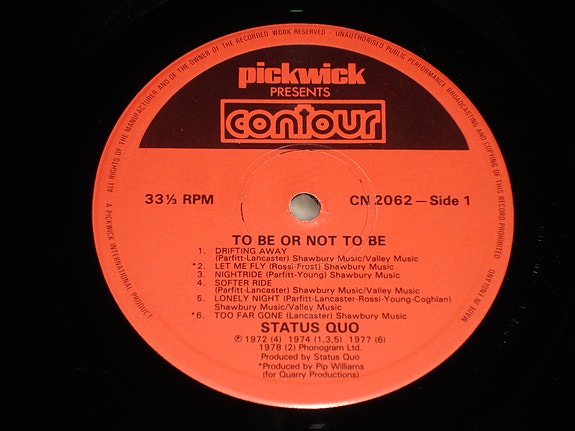 ALL RIGHTS OF THE MANUFACTURER AND OF THE OWNER OF THE RECORDED WORK RESERVED - UNAUTHORISED PUBLIC PERFORMANCE BROADCASTING AND COPYING OF THIS RECORD PROHIBITED
pickwick
PRESENTS
contour
33⅓ RPM
CN 2062 — Side 1
TO BE OR NOT TO BE
1. DRIFTING AWAY
(Parfitt-Lancaster) Shawbury Music/Valley Music
*2. LET ME FLY (Rossi-Frost) Shawbury Music
3. NIGHTRIDE (Parfitt-Young) Shawbury Music
4. SOFTER RIDE
(Parfitt-Lancaster) Shawbury Music/Valley Music
5. LONELY NIGHT (Parfitt-Lancaster-Rossi-Young-Coghlan)
Shawbury Music/Valley Music
*6. TOO FAR GONE (Lancaster) Shawbury Music
STATUS QUO
℗ 1972 (4) 1974 (1,3,5) 1977 (6)
1978 (2) Phonogram Ltd.
Produced by Status Quo
*Produced by Pip Williams
(for Quarry Productions)
A PICKWICK INTERNATIONAL PRODUCT
MADE IN ENGLAND